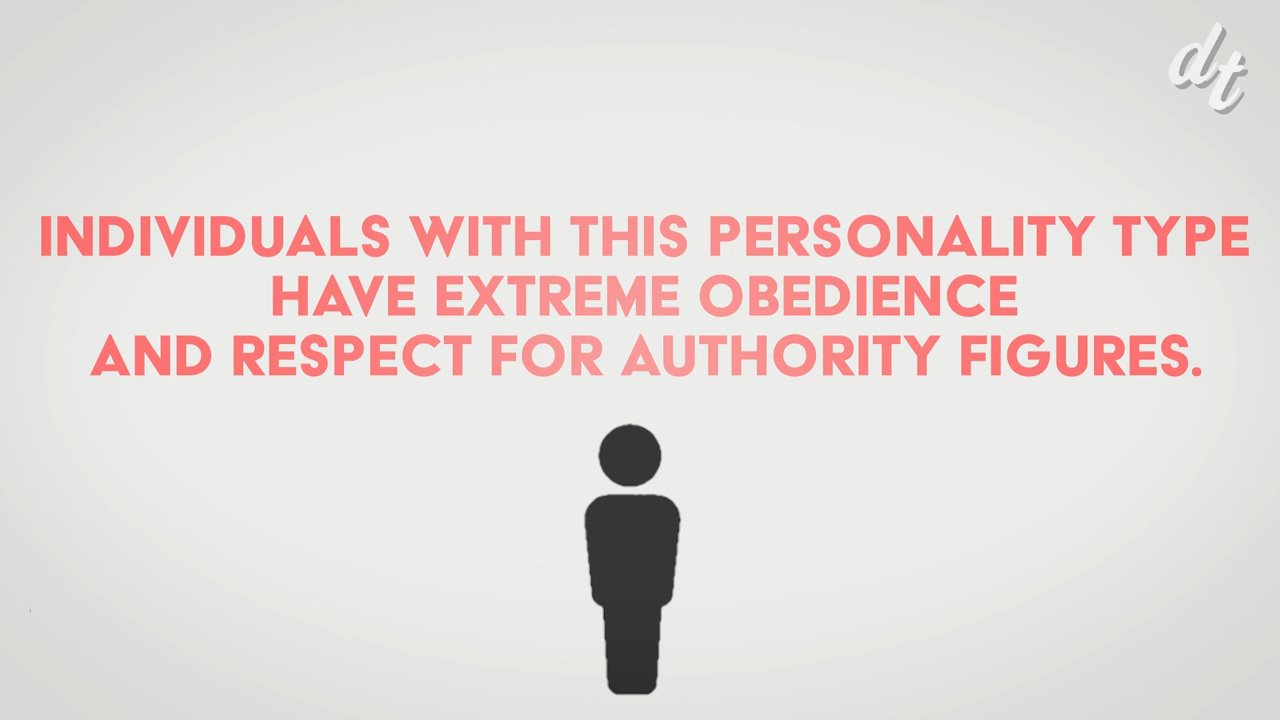 dt
INDIVIDUALS WITH THIS PERSONALITY TYPE
HAVE EXTREME OBEDIENCE
AND RESPECT FOR AUTHORITY FIGURES.